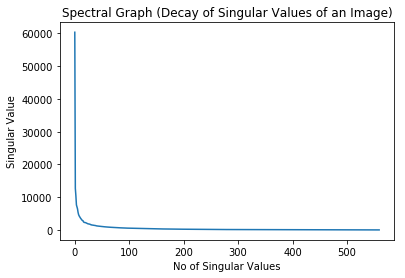 Spectral Graph (Decay of Singular Values of an Image)
60000
50000
40000
30000
20000
10000
0
Singular Value
0 100 200 300 400 500
No of Singular Values